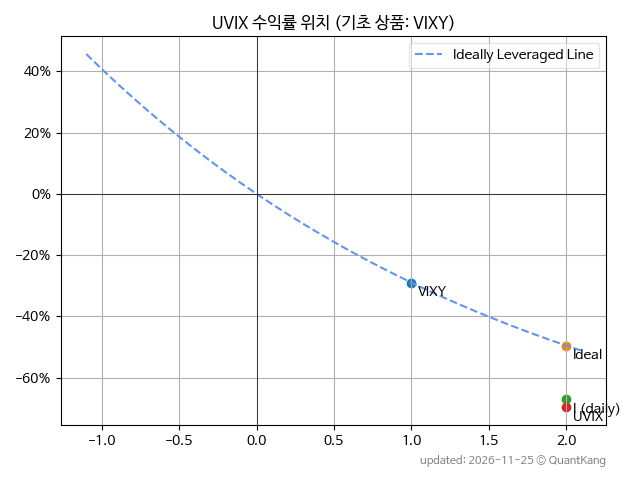 UVIX 수익률 위치 (기초 상품: VIXY)
Ideally Leveraged Line
40%
20%
0%
−20%
−40%
−60%
VIXY
Ideal
(daily)
UVIX
−1.0
−0.5
0.0
0.5
1.0
1.5
2.0
updated: 2026-11-25 © QuantKang